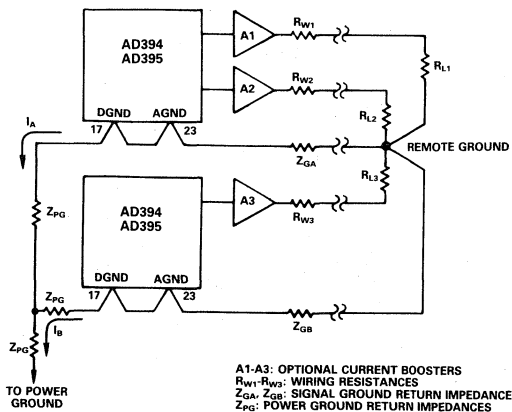 AD394
AD395
A1
RW1
RL1
A2
RW2
RL2
DGND AGND
17 23
IA
ZGA
REMOTE GROUND
RL3
ZPG
AD394
AD395
A3
RW3
DGND AGND
17 23
ZPG
IB
ZGB
ZPG
TO POWER
GROUND
A1-A3: OPTIONAL CURRENT BOOSTERS
RW1-RW3: WIRING RESISTANCES
ZGA, ZGB: SIGNAL GROUND RETURN IMPEDANCE
ZPG: POWER GROUND RETURN IMPEDANCES